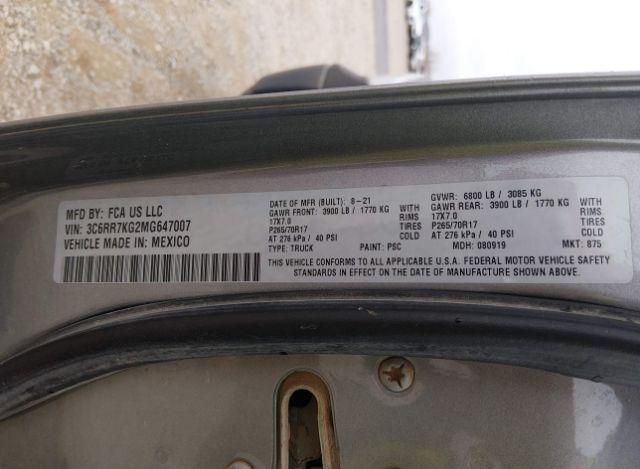 MFD BY: FCA US LLC
VIN: 3C6RR7KG2MG647007
VEHICLE MADE IN: MEXICO
DATE OF MFR (BUILT): 8-21 GVWR: 6800 LB / 3085 KG
GAWR FRONT: 3900 LB / 1770 KG WITH GAWR REAR: 3900 LB / 1770 KG WITH
17X7.0 RIMS 17X7.0 RIMS
P265/70R17 TIRES P265/70R17 TIRES
AT 276 kPa / 40 PSI COLD AT 276 kPa / 40 PSI COLD
TYPE: TRUCK PAINT: PSC MDH: 080919 MKT: 875
THIS VEHICLE CONFORMS TO ALL APPLICABLE U.S.A. FEDERAL MOTOR VEHICLE SAFETY
STANDARDS IN EFFECT ON THE DATE OF MANUFACTURE SHOWN ABOVE.